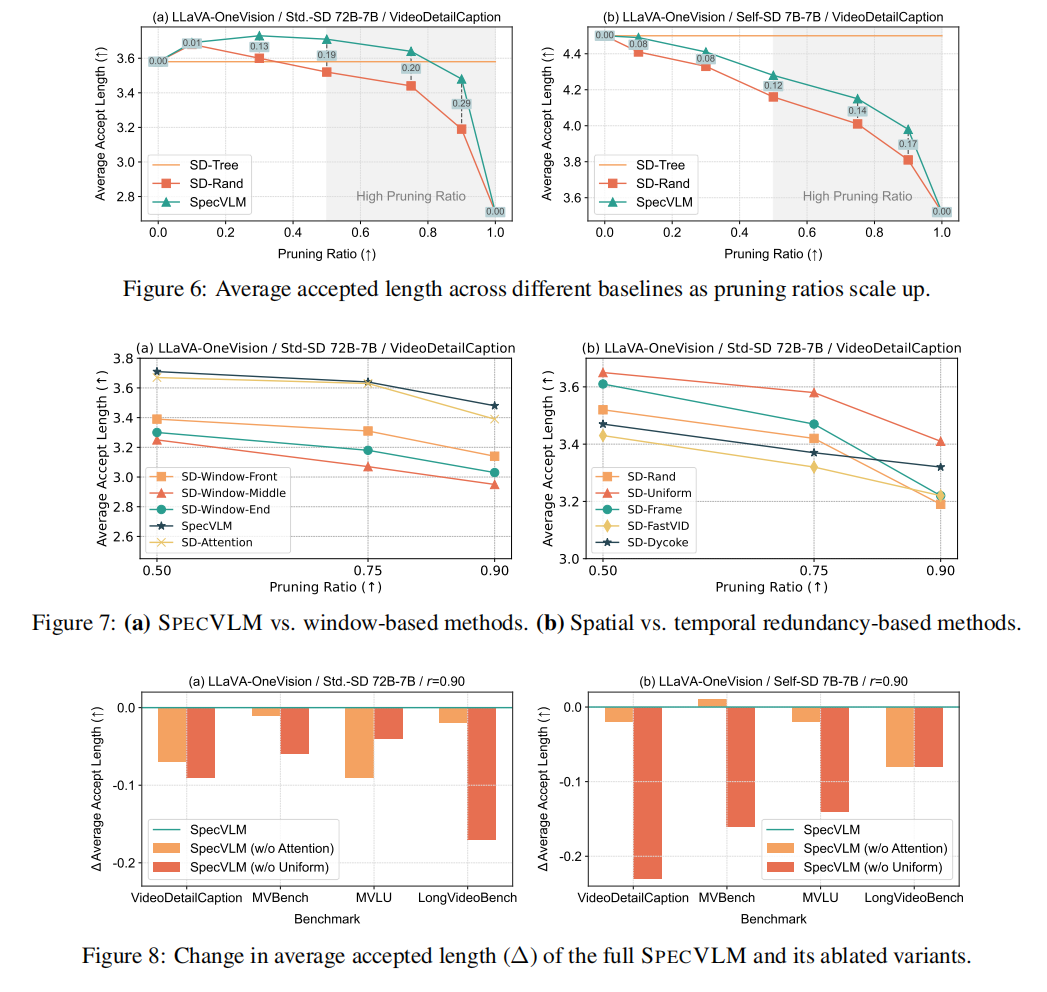 (a) LLaVA-OneVision / Std.-SD 72B-7B / VideoDetailCaption
Average Accept Length (↑)
3.6
3.4
3.2
3.0
2.8
0.00
0.01
0.13
0.19
0.20
0.29
0.00
SD-Tree
SD-Rand
SpecVLM
High Pruning Ratio
0.0 0.2 0.4 0.6 0.8 1.0
Pruning Ratio (↑)
(b) LLaVA-OneVision / Self-SD 7B-7B / VideoDetailCaption
Average Accept Length (↑)
4.4
4.2
4.0
3.8
3.6
0.00
0.08
0.08
0.12
0.14
0.17
0.00
SD-Tree
SD-Rand
SpecVLM
High Pruning Ratio
0.0 0.2 0.4 0.6 0.8 1.0
Pruning Ratio (↑)
Figure 6: Average accepted length across different baselines as pruning ratios scale up.
(a) LLaVA-OneVision / Std-SD 72B-7B / VideoDetailCaption
Average Accept Length (↑)
3.8
3.6
3.4
3.2
3.0
2.8
2.6
SD-Window-Front
SD-Window-Middle
SD-Window-End
SpecVLM
SD-Attention
0.50 0.75 0.90
Pruning Ratio (↑)
(b) LLaVA-OneVision / Std-SD 72B-7B / VideoDetailCaption
Average Accept Length (↑)
3.6
3.4
3.2
3.0
SD-Rand
SD-Uniform
SD-Frame
SD-FastVID
SD-Dycoke
0.50 0.75 0.90
Pruning Ratio (↑)
Figure 7: (a) SPECVLM vs. window-based methods. (b) Spatial vs. temporal redundancy-based methods.
(a) LLaVA-OneVision / Std.-SD 72B-7B / r=0.90
Δ Average Accept Length (↑)
0.0
-0.1
-0.2
SpecVLM
SpecVLM (w/o Attention)
SpecVLM (w/o Uniform)
VideoDetailCaption MVBench MVLU LongVideoBench
Benchmark
(b) LLaVA-OneVision / Self-SD 7B-7B / r=0.90
Δ Average Accept Length (↑)
0.0
-0.1
-0.2
SpecVLM
SpecVLM (w/o Attention)
SpecVLM (w/o Uniform)
VideoDetailCaption MVBench MVLU LongVideoBench
Benchmark
Figure 8: Change in average accepted length (Δ) of the full SPECVLM and its ablated variants.